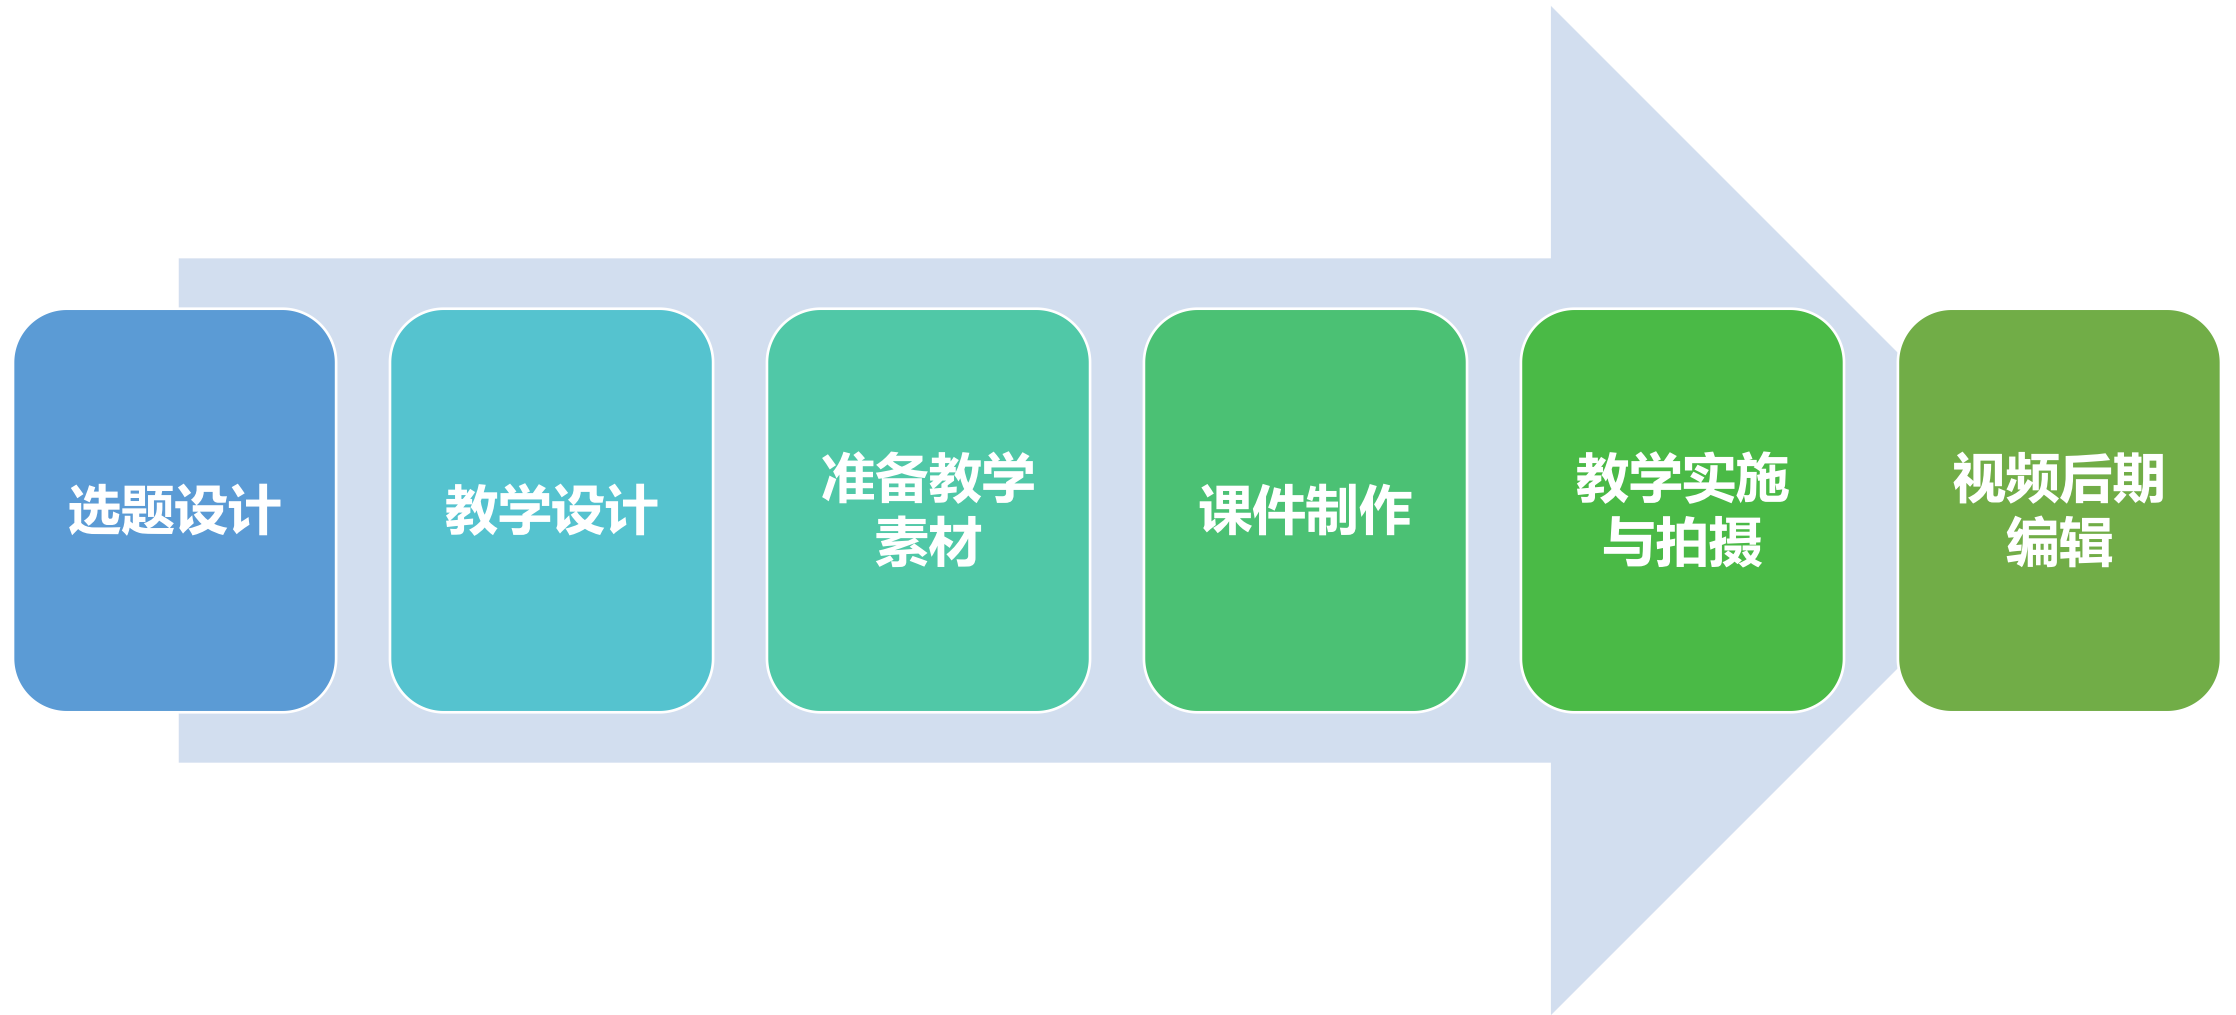 选题设计
教学设计
准备教学
素材
课件制作
教学实施
与拍摄
视频后期
编辑